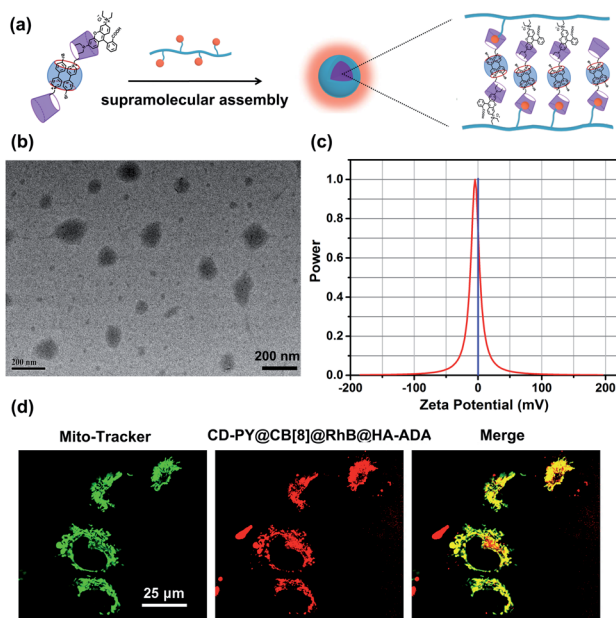 (a)
supramolecular assembly
(b)
200 nm
200 nm
(c)
Power
1.0
0.8
0.6
0.4
0.2
0.0
-200
-100
0
100
200
Zeta Potential (mV)
(d)
Mito-Tracker
CD-PY@CB[8]@RhB@HA-ADA
Merge
25 μm